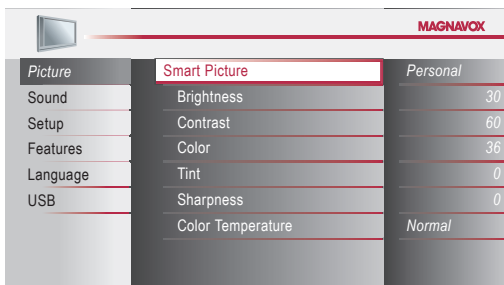 MAGNAVOX
Picture Smart Picture Personal
Sound Brightness 30
Setup Contrast 60
Features Color 36
Language Tint 0
USB Sharpness 0
Color Temperature Normal